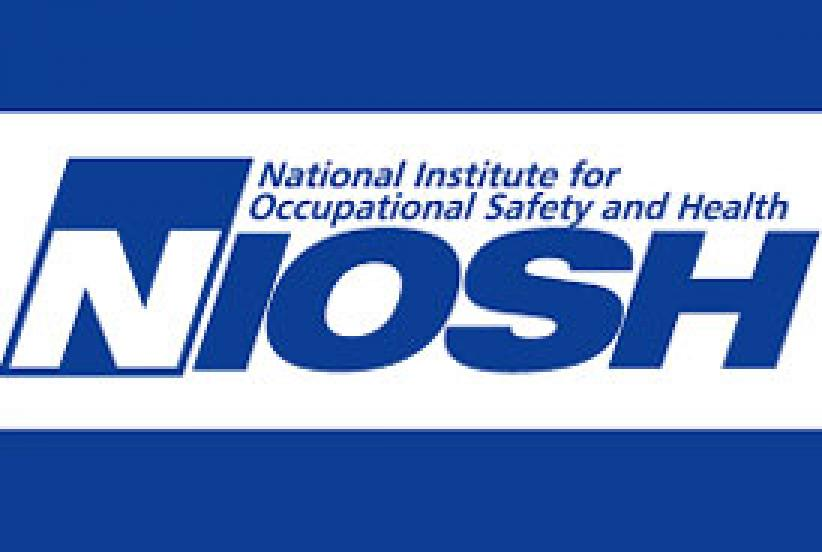 National Institute for
Occupational Safety and Health
NIOSH